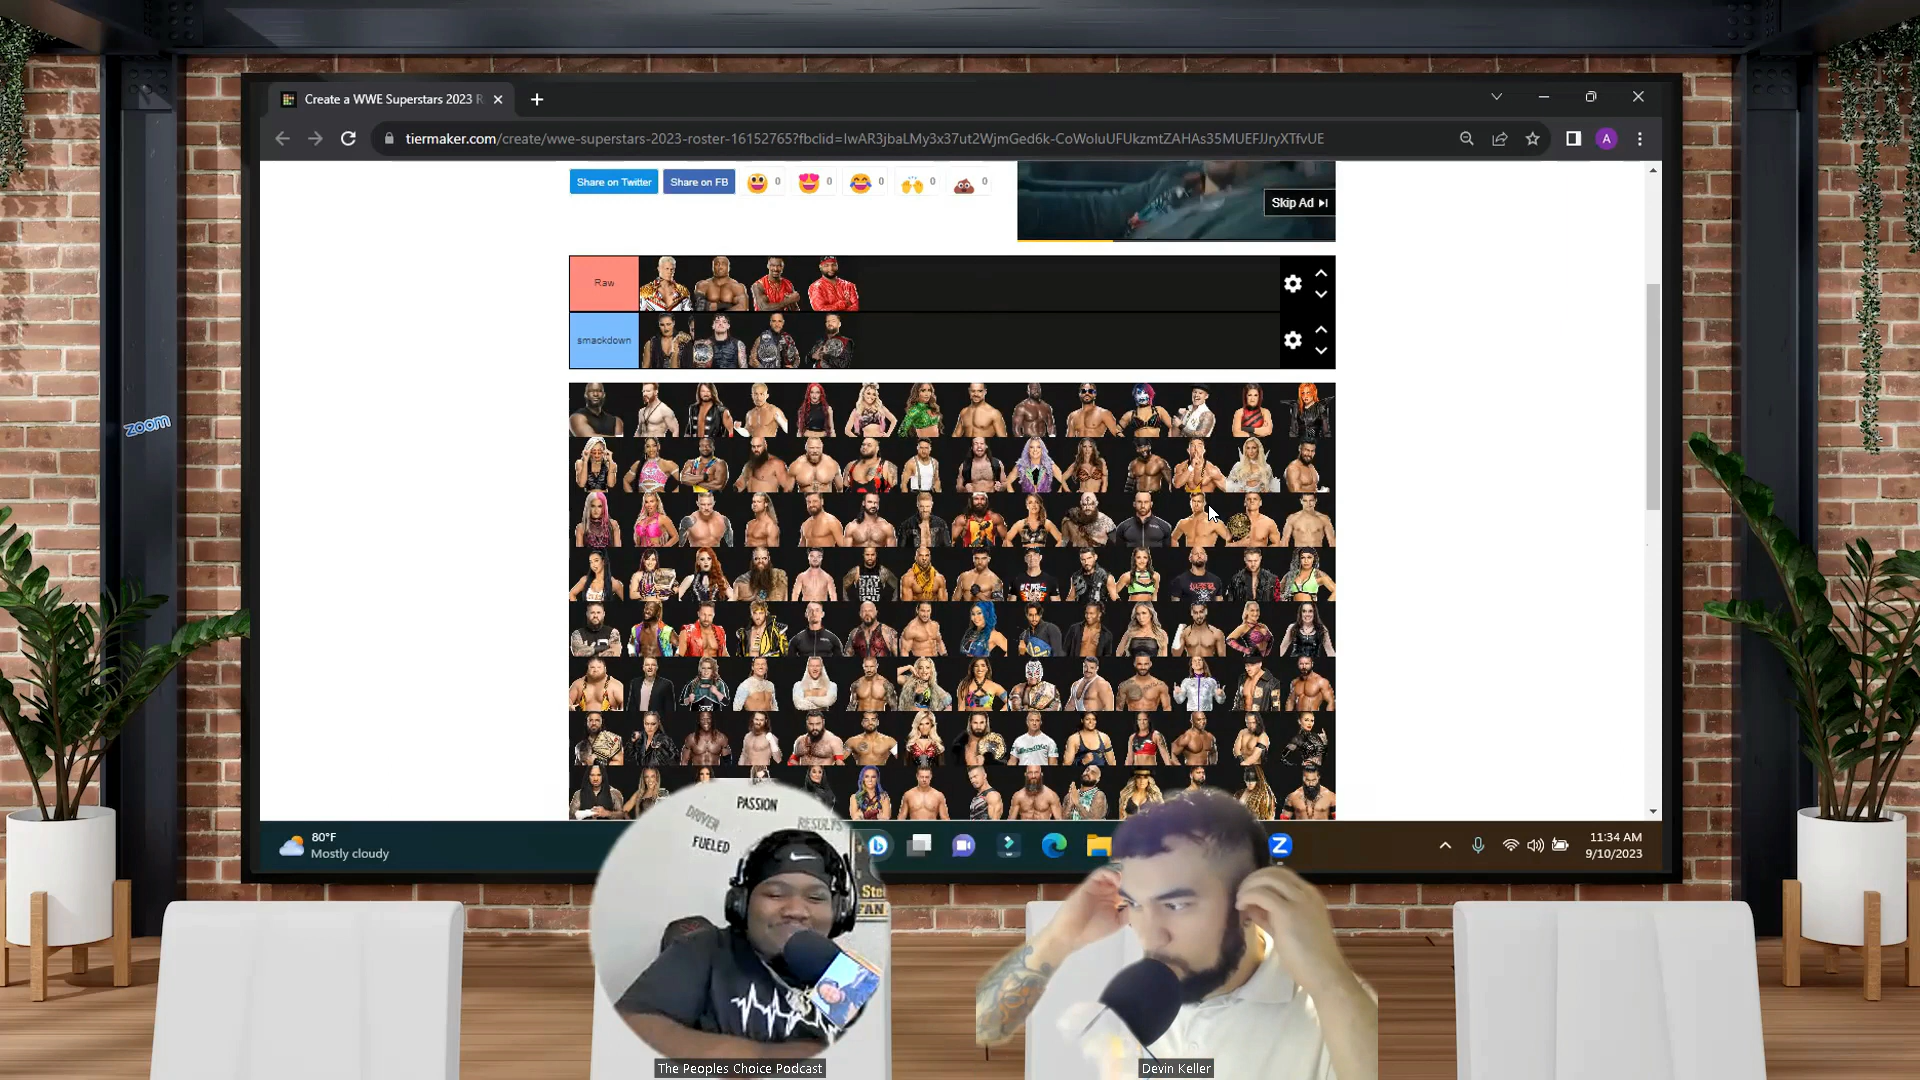 Create a WWE Superstars 2023 R
tiermaker.com/create/wwe-superstars-2023-roster-16152765?fbclid=IwAR3jbaLMy3x37ut2WjmGed6k-CoWoluUFUkzmtZAHAs35MUEFJJryXTfvUE
A
Share on Twitter
Share on FB
0
0
0
0
0
Skip Ad
Raw
smackdown
zoom
80°F
Mostly cloudy
11:34 AM
9/10/2023
PASSION
DRIVER
RESULTS
FUELED
FAN
The Peoples Choice Podcast
Devin Keller